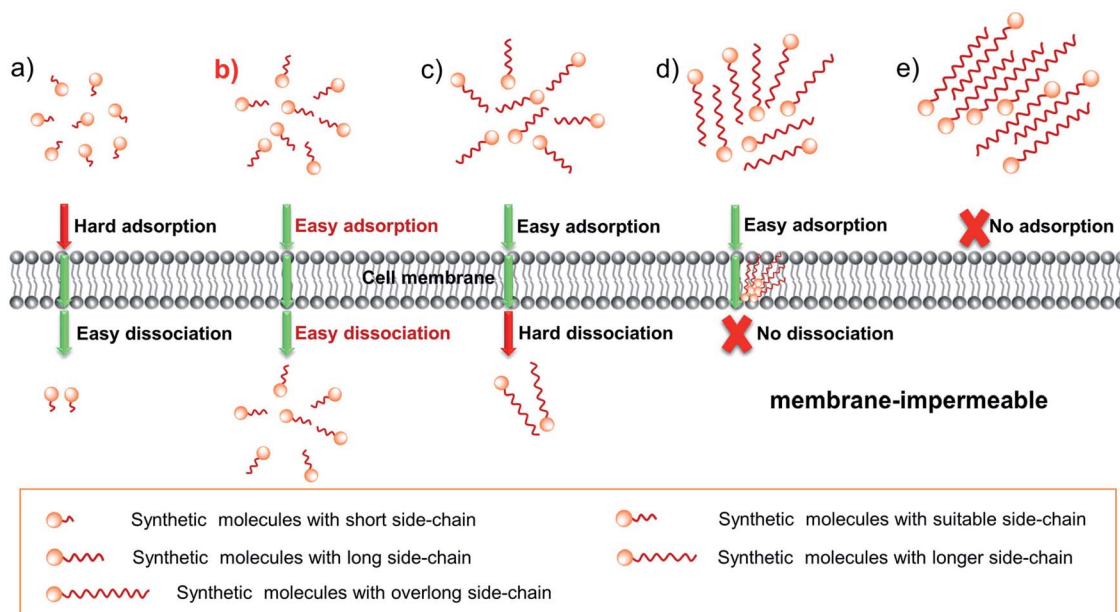 a)
b)
c)
d)
e)
Hard adsorption
Easy adsorption
Easy adsorption
Easy adsorption
No adsorption
Cell membrane
Easy dissociation
Easy dissociation
Hard dissociation
No dissociation
membrane-impermeable
Synthetic molecules with short side-chain
Synthetic molecules with suitable side-chain
Synthetic molecules with long side-chain
Synthetic molecules with longer side-chain
Synthetic molecules with overlong side-chain